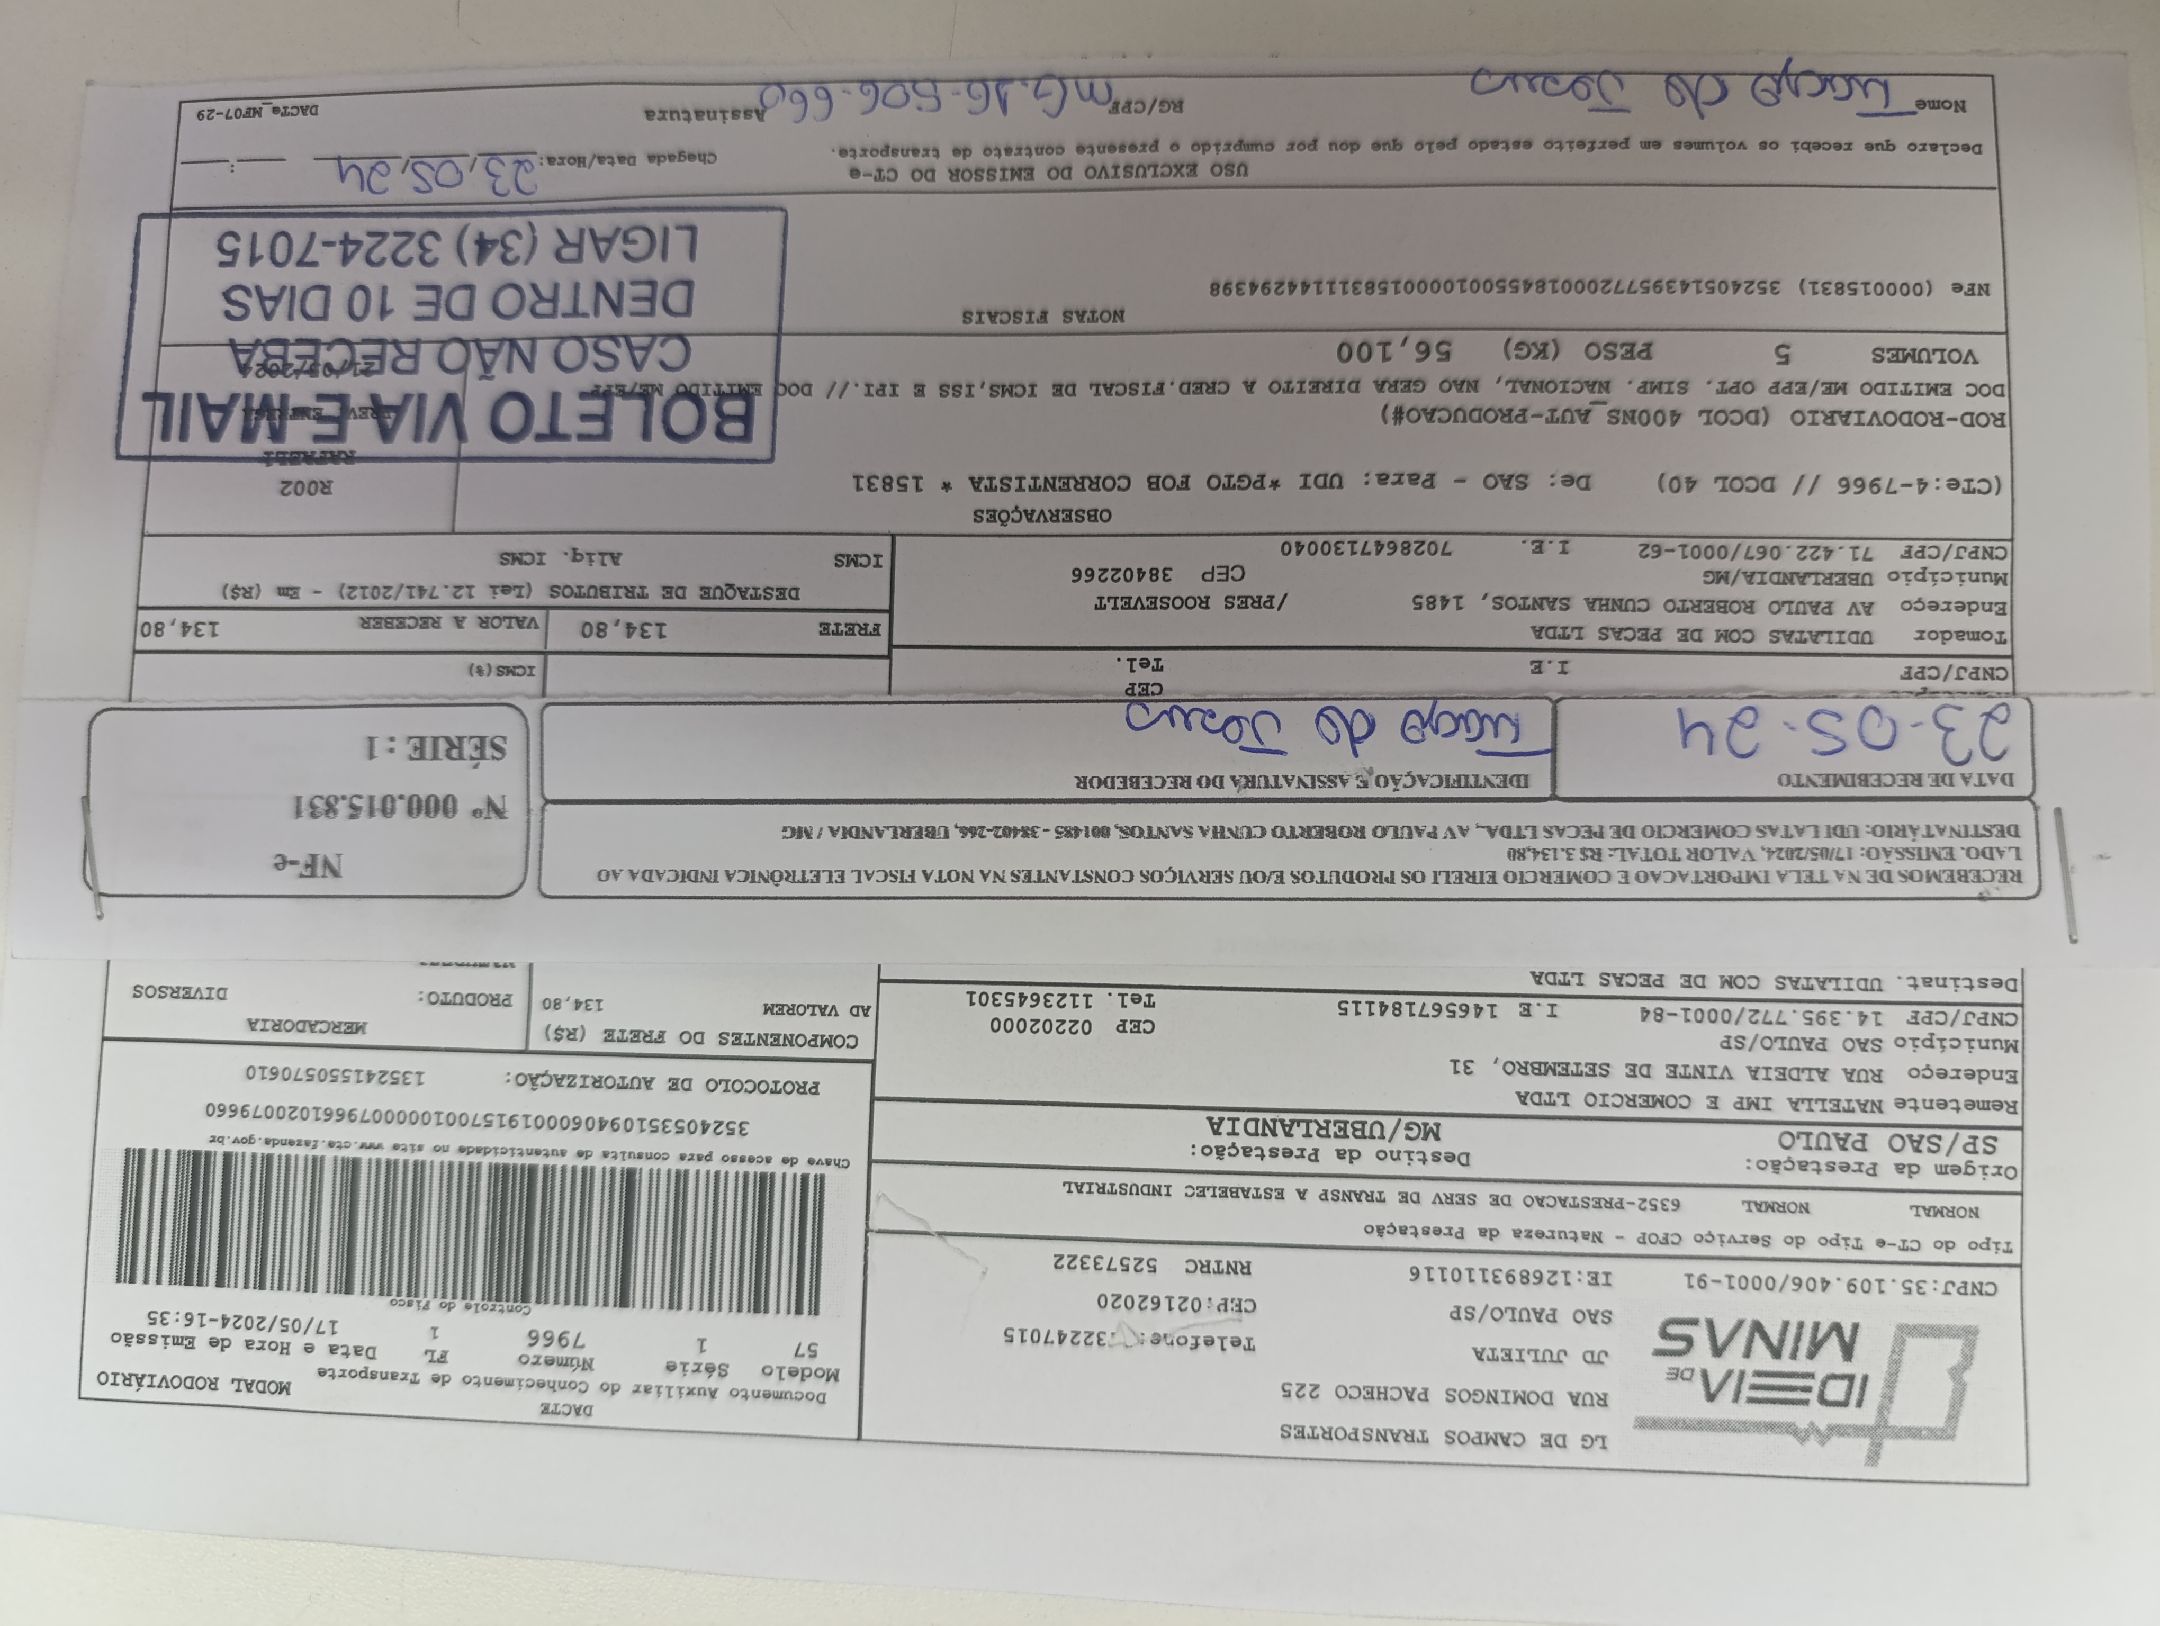 IDEIA DE
MINAS
LG DE CAMPOS TRANSPORTES
RUA DOMINGOS PACHECO 225
JD JULIETA
SAO PAULO/SP
Telefone: 32247015
CEP:02162020
CNPJ:35.109.406/0001-91 IE:126893110116 RNTRC 52573322
DACTE
Documento Auxiliar do Conhecimento de Transporte MODAL RODOVIÁRIO
Modelo Série Número FL Data e Hora de Emissão
57 1 7966 1 17/05/2024-16:35
Controle do Fisco
Chave de acesso para consulta de autenticidade no site www.cte.fazenda.gov.br
35240535109406000191570010000079661020079660
PROTOCOLO DE AUTORIZAÇÃO: 135241550570610
Tipo do CT-e Tipo do Serviço CFOP - Natureza da Prestação
NORMAL NORMAL 6352-PRESTACAO DE SERV DE TRANSP A ESTABELEC INDUSTRIAL
Origem da Prestação: Destino da Prestação:
SP/SAO PAULO MG/UBERLANDIA
Remetente NATELLA IMP E COMERCIO LTDA
Endereço RUA ALDEIA VINTE DE SETEMBRO, 31
Município SAO PAULO/SP CEP 02202000
CNPJ/CPF 14.395.772/0001-84 I.E 146567184115 Tel. 1123645301
Destinat. UDILATAS COM DE PECAS LTDA
COMPONENTES DO FRETE (R$) MERCADORIA
AD VALOREM 134,80 PRODUTO: DIVERSOS
RECEBEMOS DE NA TELA IMPORTACAO E COMERCIO EIRELI OS PRODUTOS E/OU SERVIÇOS CONSTANTES NA NOTA FISCAL ELETRÔNICA INDICADA AO
LADO. EMISSÃO: 17/05/2024, VALOR TOTAL: R$ 3.134,80
DESTINATÁRIO: UDILATAS COMERCIO DE PECAS LTDA., AV PAULO ROBERTO CUNHA SANTOS, 001485 - 38402-266, UBERLANDIA / MG
DATA DE RECEBIMENTO IDENTIFICAÇÃO E ASSINATURA DO RECEBEDOR
23-05-24 Tiago de Jesus
NF-e
Nº 000.015.831
SÉRIE : 1
CEP
CNPJ/CPF I.E Tel.
ICMS(%)
Tomador UDILATAS COM DE PECAS LTDA
Endereço AV PAULO ROBERTO CUNHA SANTOS, 1485 /PRES ROOSEVELT
Município UBERLANDIA/MG CEP 38402266
CNPJ/CPF 71.422.067/0001-62 I.E. 7028647130040
FRETE 134,80 VALOR A RECEBER 134,80
DESTAQUE DE TRIBUTOS (Lei 12.741/2012) - Em (R$)
ICMS Aliq. ICMS
OBSERVAÇÕES
(CTe:4-7966 // DCOL 40) De: SAO - Para: UDI *PGTO FOB CORRENTISTA * 15831
R002
ROD-RODOVIARIO (DCOL 400NS_AUT-PRODUCAO#)
DOC EMITIDO ME/EPP OPT. SIMP. NACIONAL, NAO GERA DIREITO A CRED.FISCAL DE ICMS,ISS E IPI.// DOC EMITIDO ME/EPP
VOLUMES 5 PESO (KG) 56,100
BOLETO VIA E-MAIL
CASO NÃO RECEBA
DENTRO DE 10 DIAS
LIGAR (34) 3224-7015
NOTAS FISCAIS
NFe (000015831) 35240514395772000184550010000158311144294398
USO EXCLUSIVO DO EMISSOR DO CT-e
Declaro que recebi os volumes em perfeito estado pelo que dou por cumprido o presente contrato de transporte.
Chegada Data/Hora: 23/05/24 __:__
Nome Tiago de Jesus RG/CPF MG.16-506-660 Assinatura DACTe_MF07-29